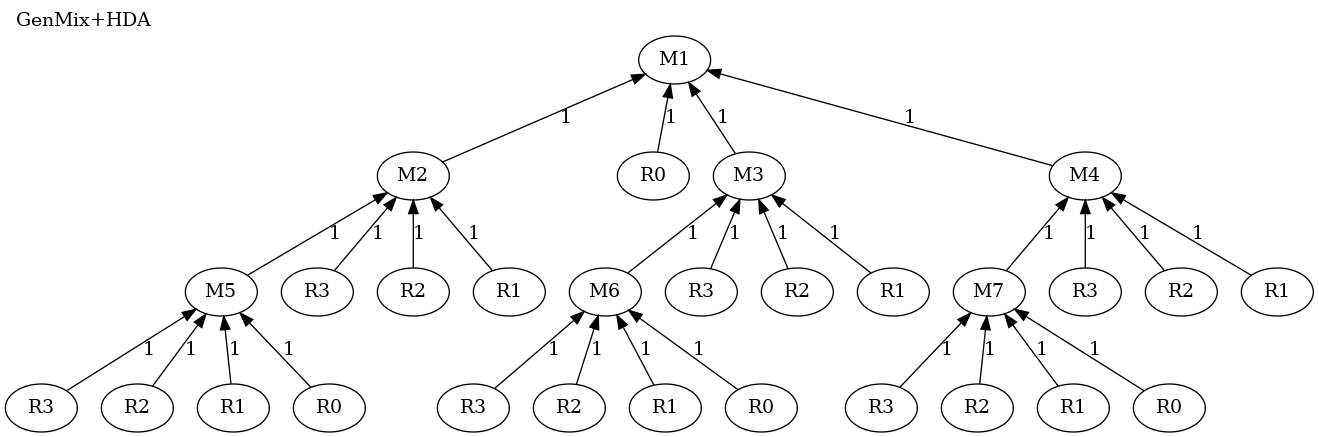 GenMix+HDA
M1
1 1 1 1
M2 R0 M3 M4
1 1 1 1 1 1 1 1 1 1 1 1
M5 R3 R2 R1 M6 R3 R2 R1 M7 R3 R2 R1
1 1 1 1 1 1 1 1 1 1 1 1
R3 R2 R1 R0 R3 R2 R1 R0 R3 R2 R1 R0